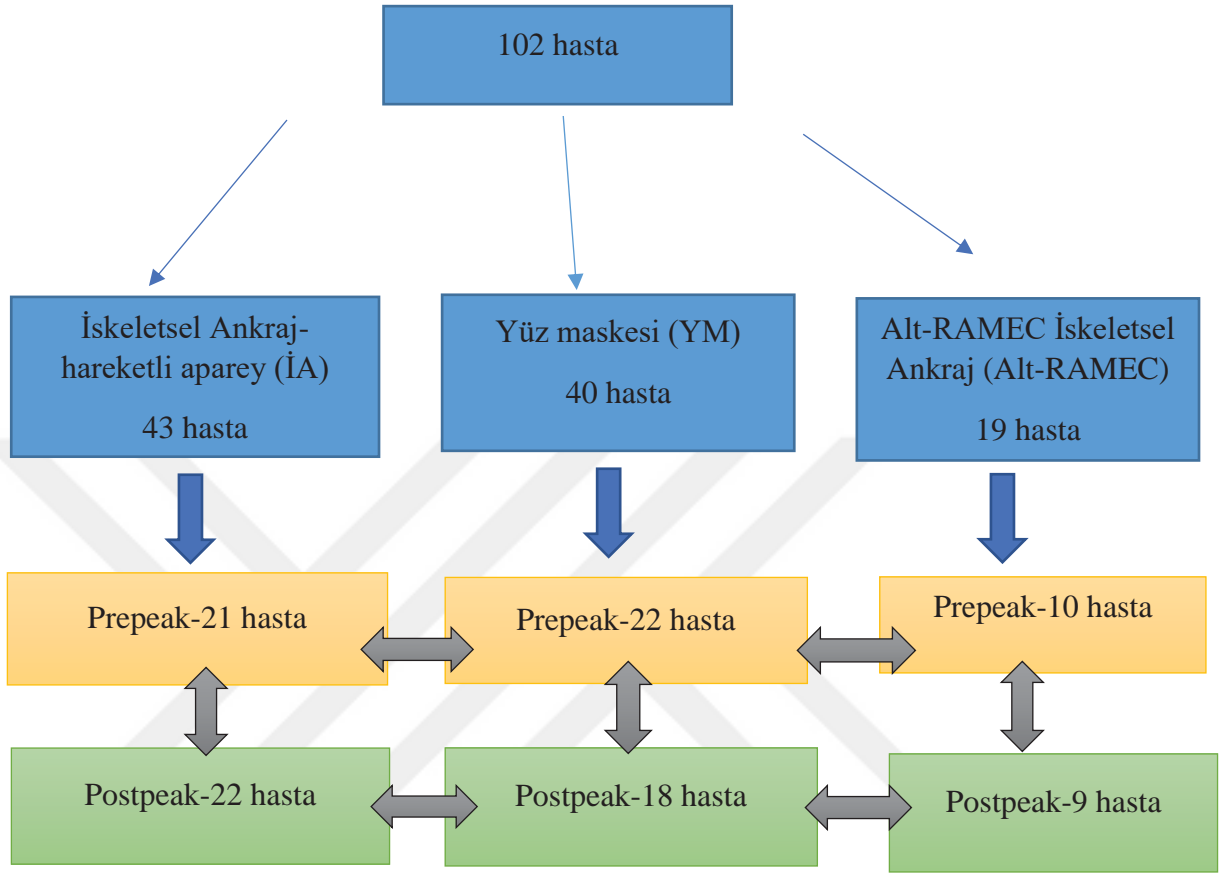 102 hasta
İskeletsel Ankraj-
hareketli aparey (İA)
43 hasta
Yüz maskesi (YM)
40 hasta
Alt-RAMEC İskeletsel
Ankraj (Alt-RAMEC)
19 hasta
Prepeak-21 hasta
Prepeak-22 hasta
Prepeak-10 hasta
Postpeak-22 hasta
Postpeak-18 hasta
Postpeak-9 hasta